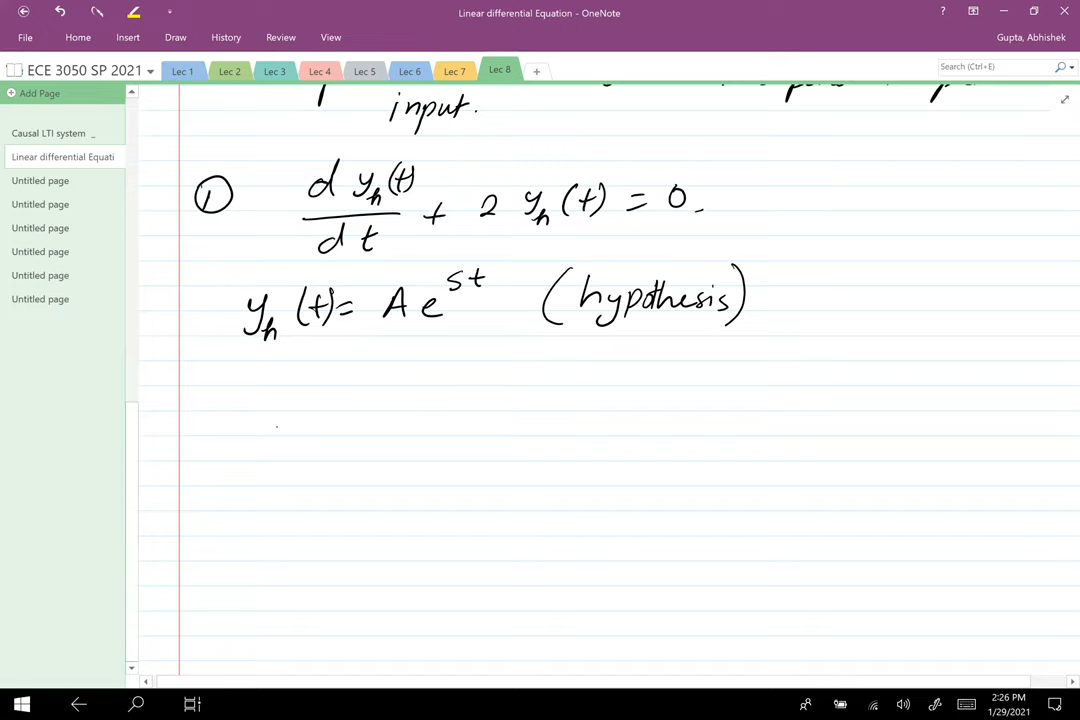 Linear differential Equation - OneNote
?
File Home Insert Draw History Review View Gupta, Abhishek
ECE 3050 SP 2021 Lec 1 Lec 2 Lec 3 Lec 4 Lec 5 Lec 6 Lec 7 Lec 8 +
Search (Ctrl+E)
Add Page
Causal LTI system
Linear differential Equati
Untitled page
Untitled page
Untitled page
Untitled page
Untitled page
Untitled page
input.
① d y_h(t) / d t + 2 y_h(t) = 0.
y_h(t) = A e^{st} (hypothesis)
2:26 PM
1/29/2021